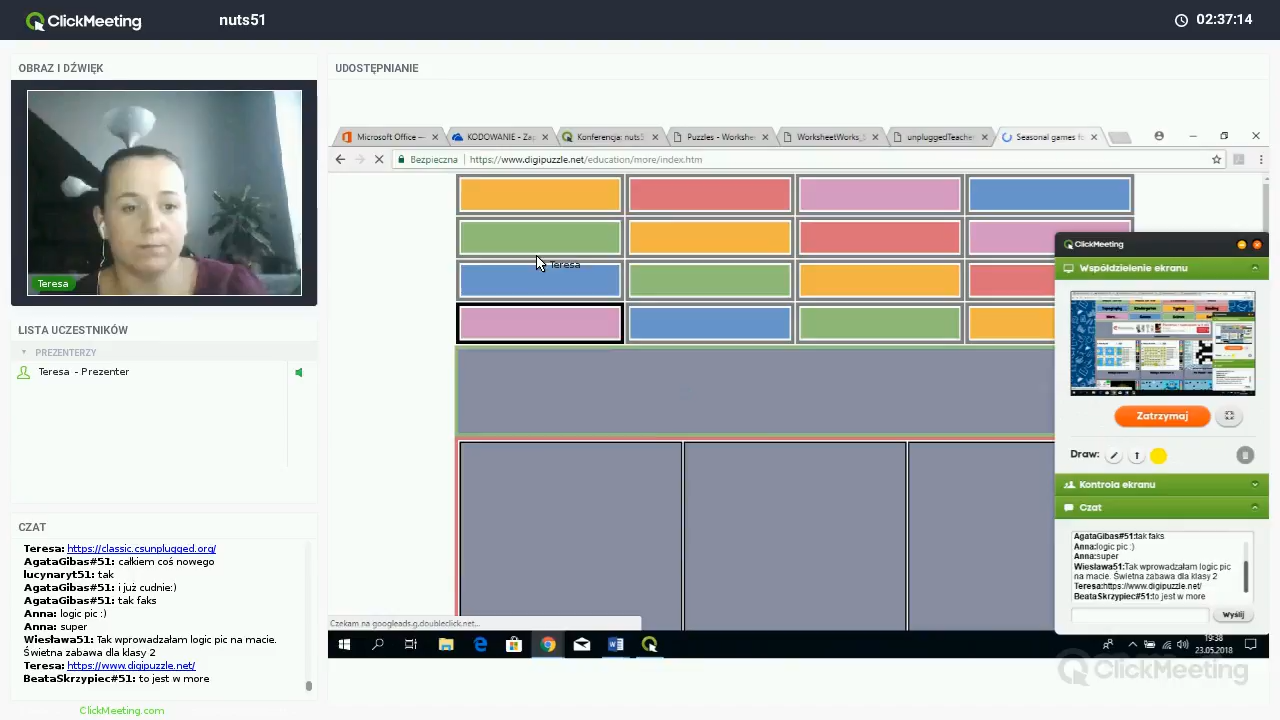 ClickMeeting
nuts51
02:37:14
OBRAZ I DŹWIĘK
UDOSTĘPNIANIE
Teresa
LISTA UCZESTNIKÓW
PREZENTERZY
Teresa - Prezenter
CZAT
Teresa: https://classic.csunplugged.org/
AgataGibas#51: całkiem coś nowego
lucynaryt51: tak
AgataGibas#51: i już cudnie:)
AgataGibas#51: tak faks
Anna: logic pic :)
Anna: super
Wiesława51: Tak wprowadzałam logic pic na macie.
Świetna zabawa dla klasy 2
Teresa: https://www.digipuzzle.net/
BeataSkrzypiec#51: to jest w more
ClickMeeting.com
Microsoft Office —
KODOWANIE - Za
Konferencja: nuts5
Puzzles - Workshe
WorksheetWorks_
unpluggedTeache
Seasonal games fo
Bezpieczna
https://www.digipuzzle.net/education/more/index.htm
Teresa
Czekam na googleads.g.doubleclick.net...
ClickMeeting
Współdzielenie ekranu
Zatrzymaj
Draw:
Kontrola ekranu
Czat
AgataGibas#51:tak faks
Anna:logic pic :)
Anna:super
Wiesława51:Tak wprowadzałam logic pic
na macie. Świetna zabawa dla klasy 2
Teresa:https://www.digipuzzle.net/
BeataSkrzypiec#51:to jest w more
Wyślij
19:38
23.05.2018
ClickMeeting